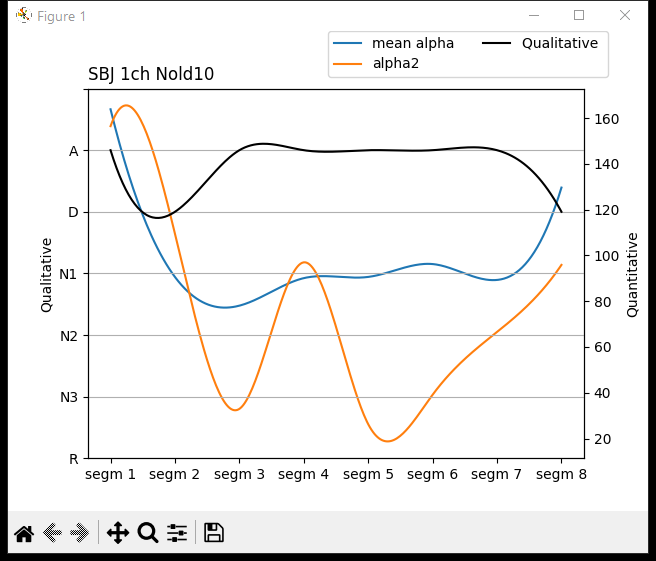 Figure 1
mean alpha
Qualitative
alpha2
SBJ 1ch Nold10
A
D
N1
N2
N3
R
Qualitative
160
140
120
100
80
60
40
20
Quantitative
segm 1 segm 2 segm 3 segm 4 segm 5 segm 6 segm 7 segm 8